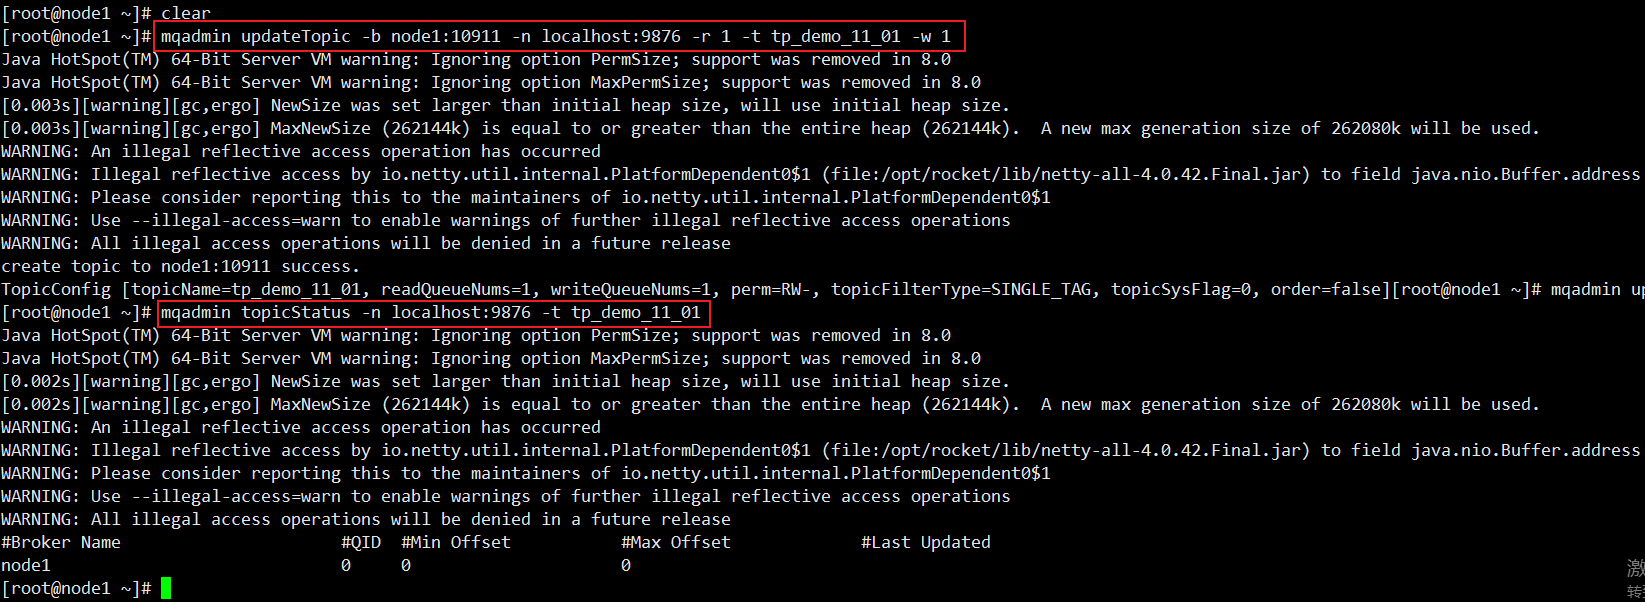 [root@node1 ~]# clear
[root@node1 ~]# mqadmin updateTopic -b node1:10911 -n localhost:9876 -r 1 -t tp_demo_11_01 -w 1
Java HotSpot(TM) 64-Bit Server VM warning: Ignoring option PermSize; support was removed in 8.0
Java HotSpot(TM) 64-Bit Server VM warning: Ignoring option MaxPermSize; support was removed in 8.0
[0.003s][warning][gc,ergo] NewSize was set larger than initial heap size, will use initial heap size.
[0.003s][warning][gc,ergo] MaxNewSize (262144k) is equal to or greater than the entire heap (262144k).  A new max generation size of 262080k will be used.
WARNING: An illegal reflective access operation has occurred
WARNING: Illegal reflective access by io.netty.util.internal.PlatformDependent0$1 (file:/opt/rocket/lib/netty-all-4.0.42.Final.jar) to field java.nio.Buffer.address
WARNING: Please consider reporting this to the maintainers of io.netty.util.internal.PlatformDependent0$1
WARNING: Use --illegal-access=warn to enable warnings of further illegal reflective access operations
WARNING: All illegal access operations will be denied in a future release
create topic to node1:10911 success.
TopicConfig [topicName=tp_demo_11_01, readQueueNums=1, writeQueueNums=1, perm=RW-, topicFilterType=SINGLE_TAG, topicSysFlag=0, order=false][root@node1 ~]# mqadmin up
[root@node1 ~]# mqadmin topicStatus -n localhost:9876 -t tp_demo_11_01
Java HotSpot(TM) 64-Bit Server VM warning: Ignoring option PermSize; support was removed in 8.0
Java HotSpot(TM) 64-Bit Server VM warning: Ignoring option MaxPermSize; support was removed in 8.0
[0.002s][warning][gc,ergo] NewSize was set larger than initial heap size, will use initial heap size.
[0.002s][warning][gc,ergo] MaxNewSize (262144k) is equal to or greater than the entire heap (262144k).  A new max generation size of 262080k will be used.
WARNING: An illegal reflective access operation has occurred
WARNING: Illegal reflective access by io.netty.util.internal.PlatformDependent0$1 (file:/opt/rocket/lib/netty-all-4.0.42.Final.jar) to field java.nio.Buffer.address
WARNING: Please consider reporting this to the maintainers of io.netty.util.internal.PlatformDependent0$1
WARNING: Use --illegal-access=warn to enable warnings of further illegal reflective access operations
WARNING: All illegal access operations will be denied in a future release
#Broker Name #QID #Min Offset #Max Offset #Last Updated
node1 0 0 0
[root@node1 ~]#